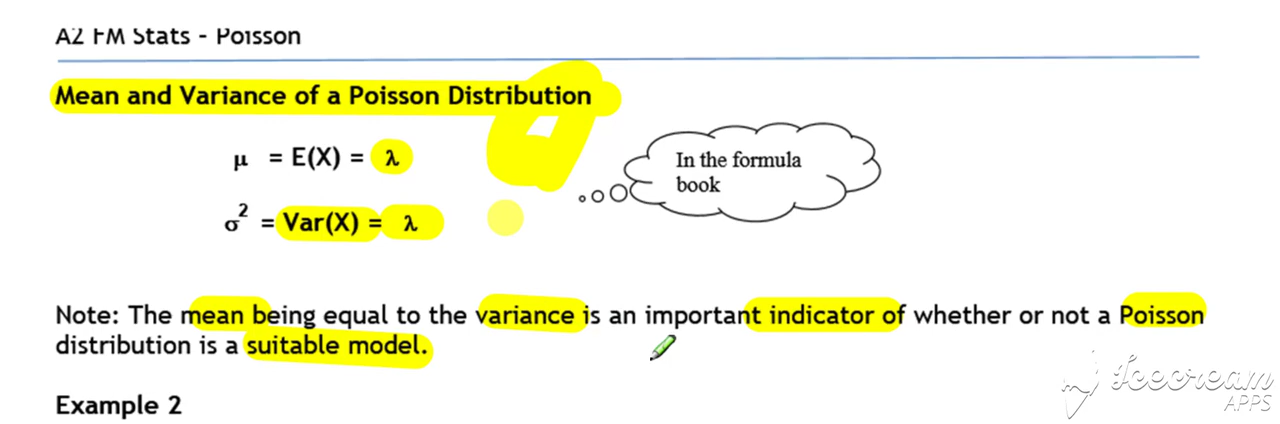 A2 FM Stats - Poisson
Mean and Variance of a Poisson Distribution
μ = E(X) = λ
In the formula
book
σ² = Var(X) = λ
Note: The mean being equal to the variance is an important indicator of whether or not a Poisson
distribution is a suitable model.
Example 2
Icecream
APPS